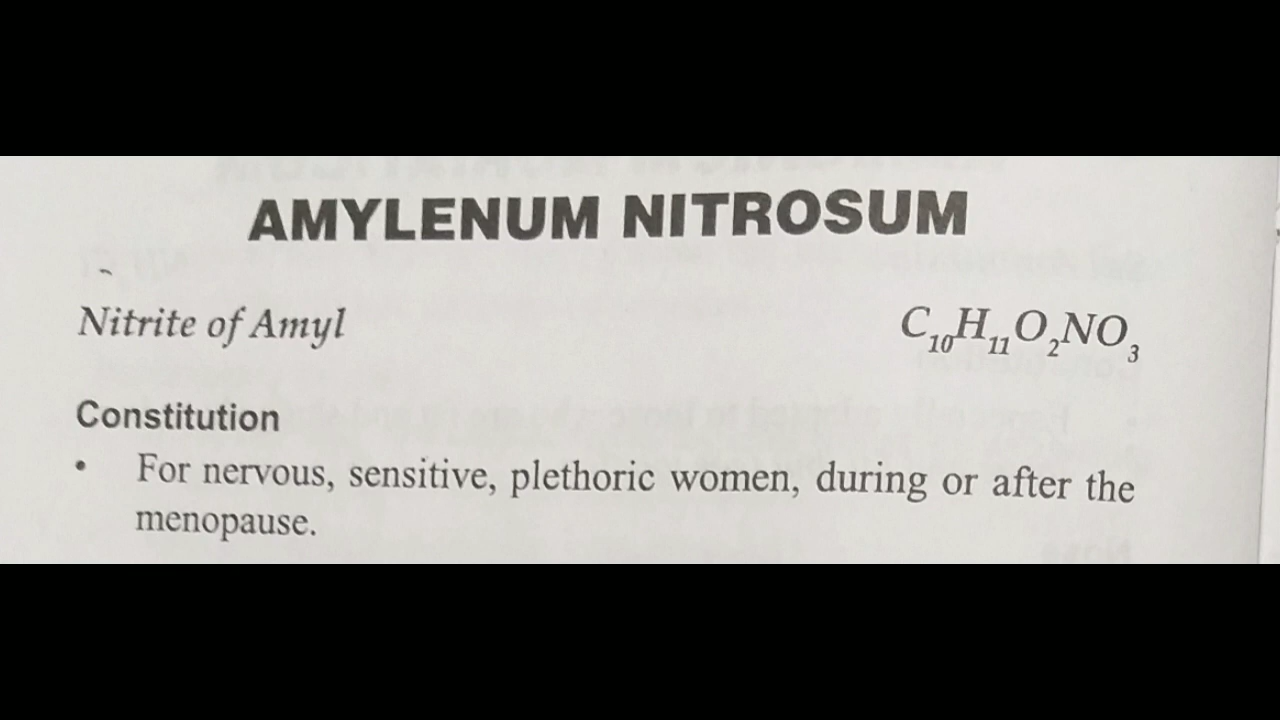 AMYLENUM NITROSUM
Nitrite of Amyl C₁₀H₁₁O₂NO₃
Constitution
• For nervous, sensitive, plethoric women, during or after the
menopause.